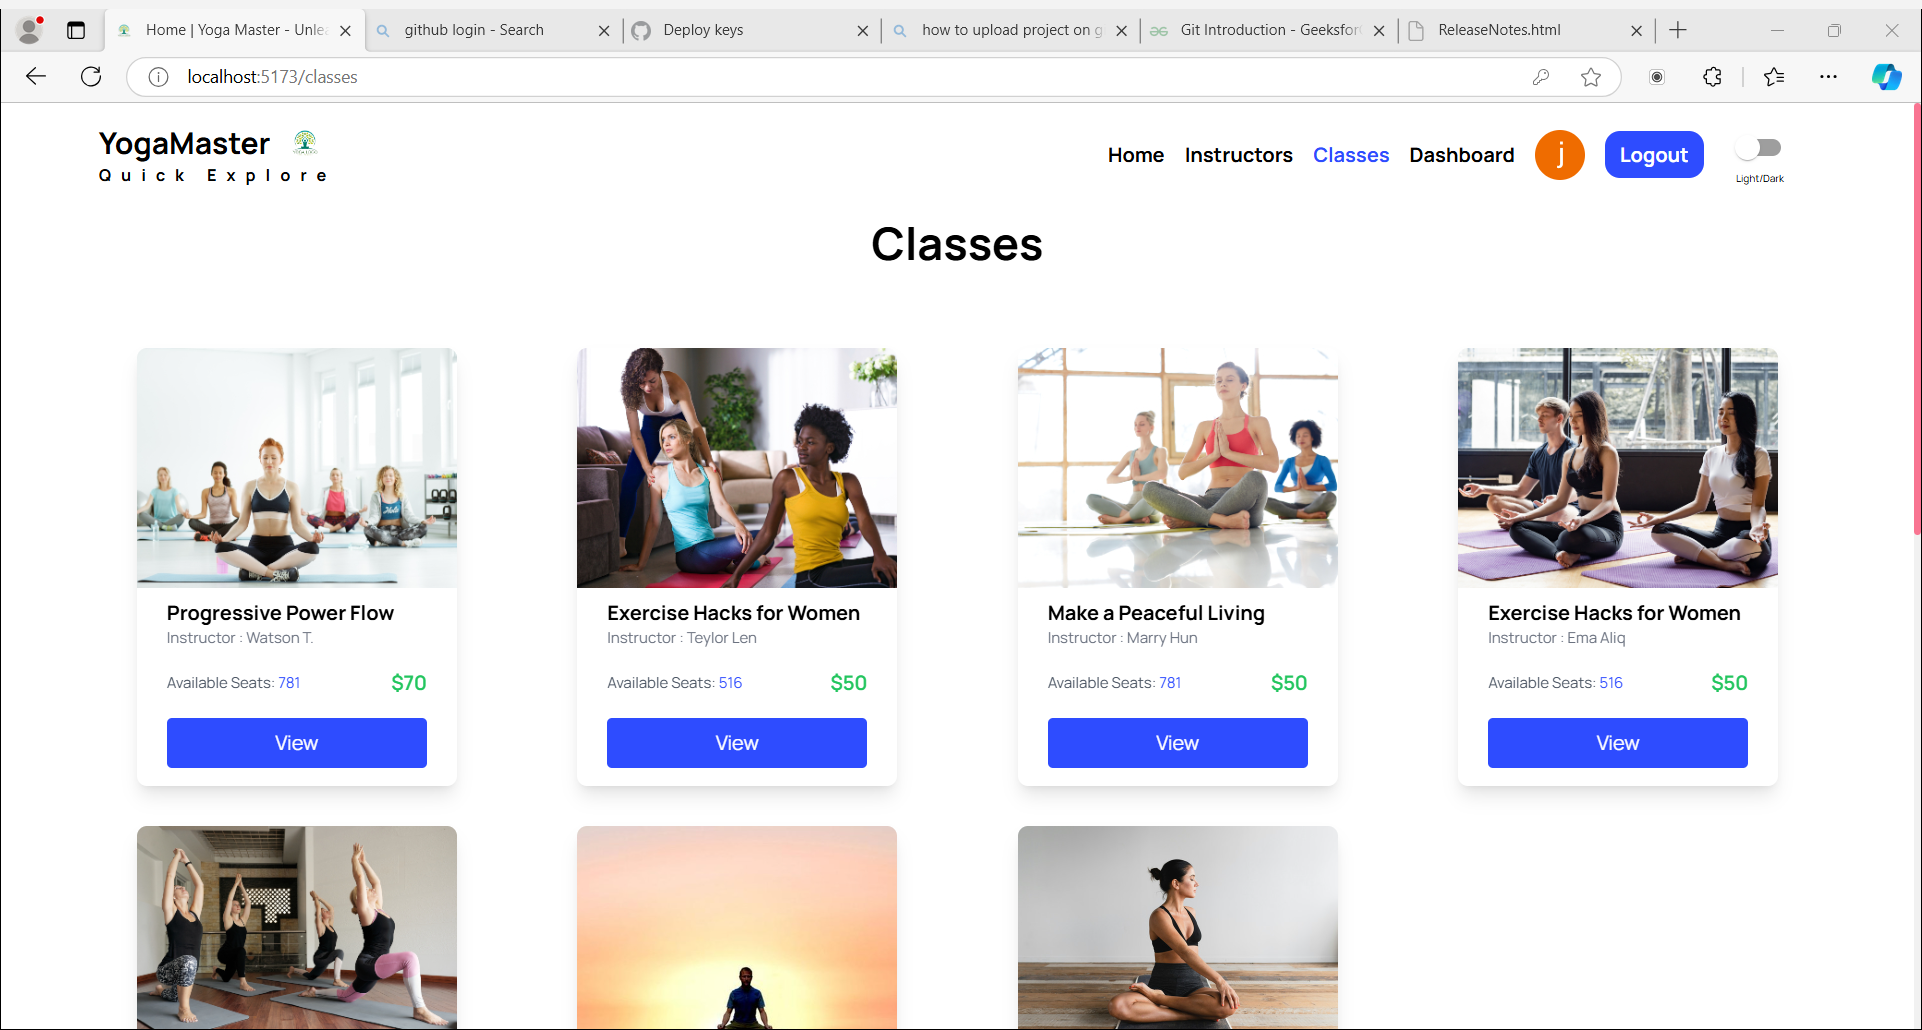 Home | Yoga Master - Unlea
github login - Search
Deploy keys
how to upload project on g
Git Introduction - Geeksfor
ReleaseNotes.html
localhost:5173/classes
YogaMaster
Quick Explore
Home
Instructors
Classes
Dashboard
j
Logout
Light/Dark
Classes
Progressive Power Flow
Instructor : Watson T.
Available Seats: 781
$70
View
Exercise Hacks for Women
Instructor : Teylor Len
Available Seats: 516
$50
View
Make a Peaceful Living
Instructor : Marry Hun
Available Seats: 781
$50
View
Exercise Hacks for Women
Instructor : Ema Aliq
Available Seats: 516
$50
View